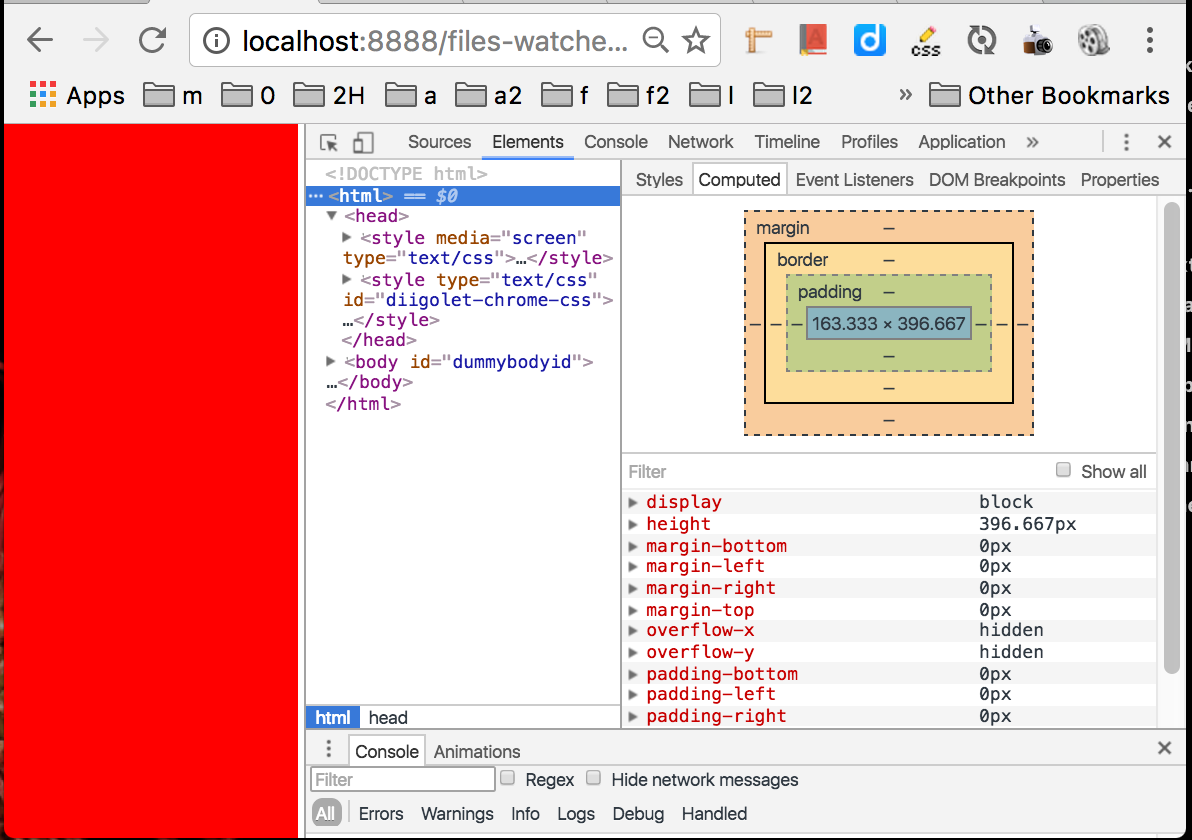 localhost:8888/files-watche...
css
Apps m O 2H a a2 f f2 l l2 » Other Bookmarks
Sources Elements Console Network Timeline Profiles Application »
<!DOCTYPE html>
… <html> == $0
▼ <head>
▶ <style media="screen"
type="text/css">…</style>
▶ <style type="text/css"
id="diigolet-chrome-css">
…</style>
</head>
▶ <body id="dummybodyid">
…</body>
</html>
html head
Styles Computed Event Listeners DOM Breakpoints Properties
margin –
border –
padding –
– – – 163.333 × 396.667 – – –
–
–
–
Filter Show all
display block
height 396.667px
margin-bottom 0px
margin-left 0px
margin-right 0px
margin-top 0px
overflow-x hidden
overflow-y hidden
padding-bottom 0px
padding-left 0px
padding-right 0px
Console Animations
Filter Regex Hide network messages
All Errors Warnings Info Logs Debug Handled